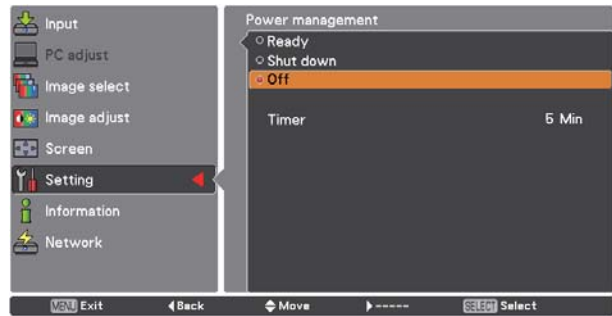 Input
PC adjust
Image select
Image adjust
Screen
Setting
Information
Network
Power management
Ready
Shut down
Off
Timer 5 Min
MENU Exit Back Move ----- SELECT Select